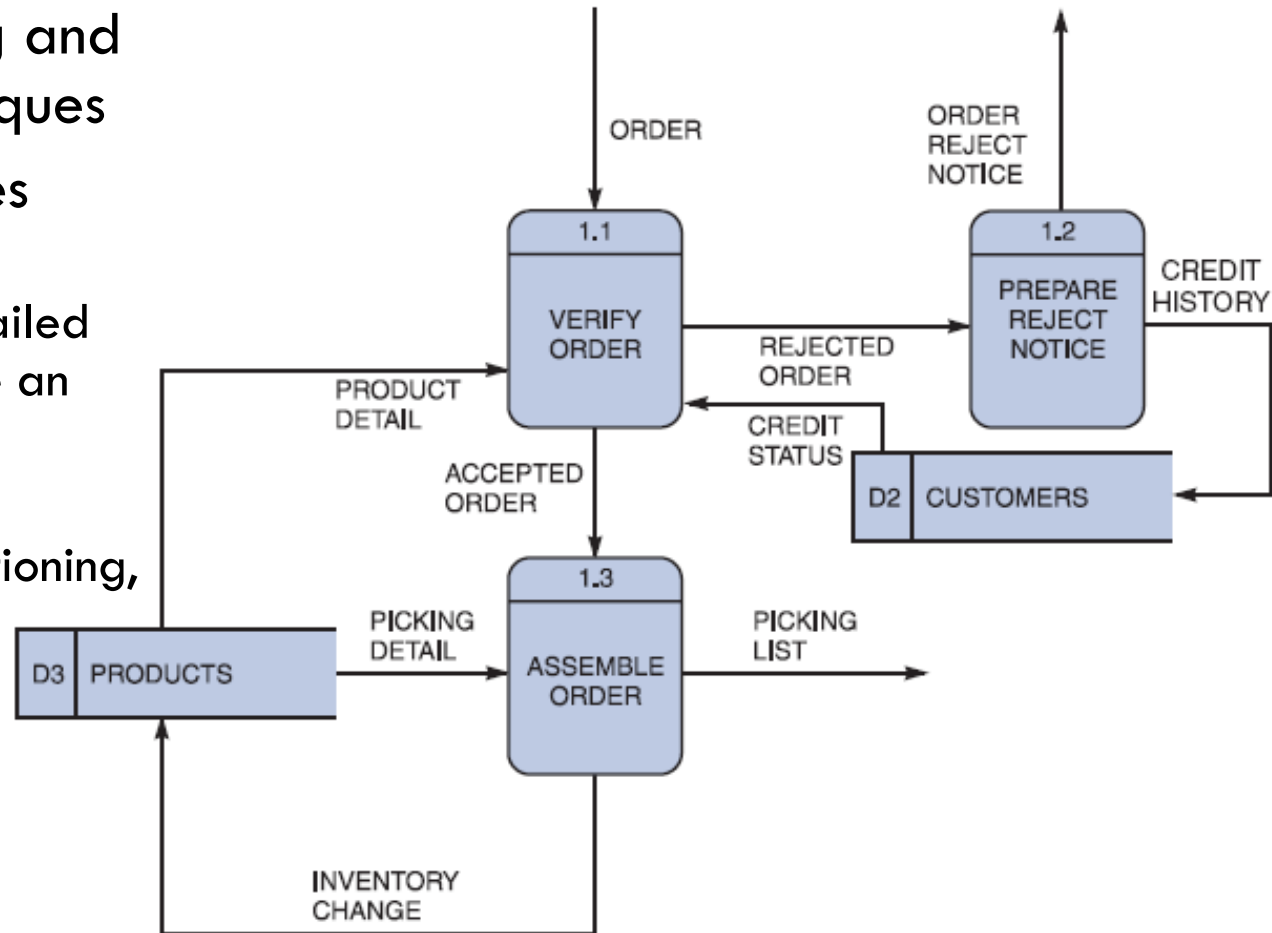 g and
ques
es
ailed
e an
tioning,
ORDER
ORDER
REJECT
NOTICE
1.1
VERIFY
ORDER
1.2
PREPARE
REJECT
NOTICE
CREDIT
HISTORY
REJECTED
ORDER
PRODUCT
DETAIL
CREDIT
STATUS
ACCEPTED
ORDER
D2 CUSTOMERS
1.3
ASSEMBLE
ORDER
PICKING
DETAIL
PICKING
LIST
D3 PRODUCTS
INVENTORY
CHANGE